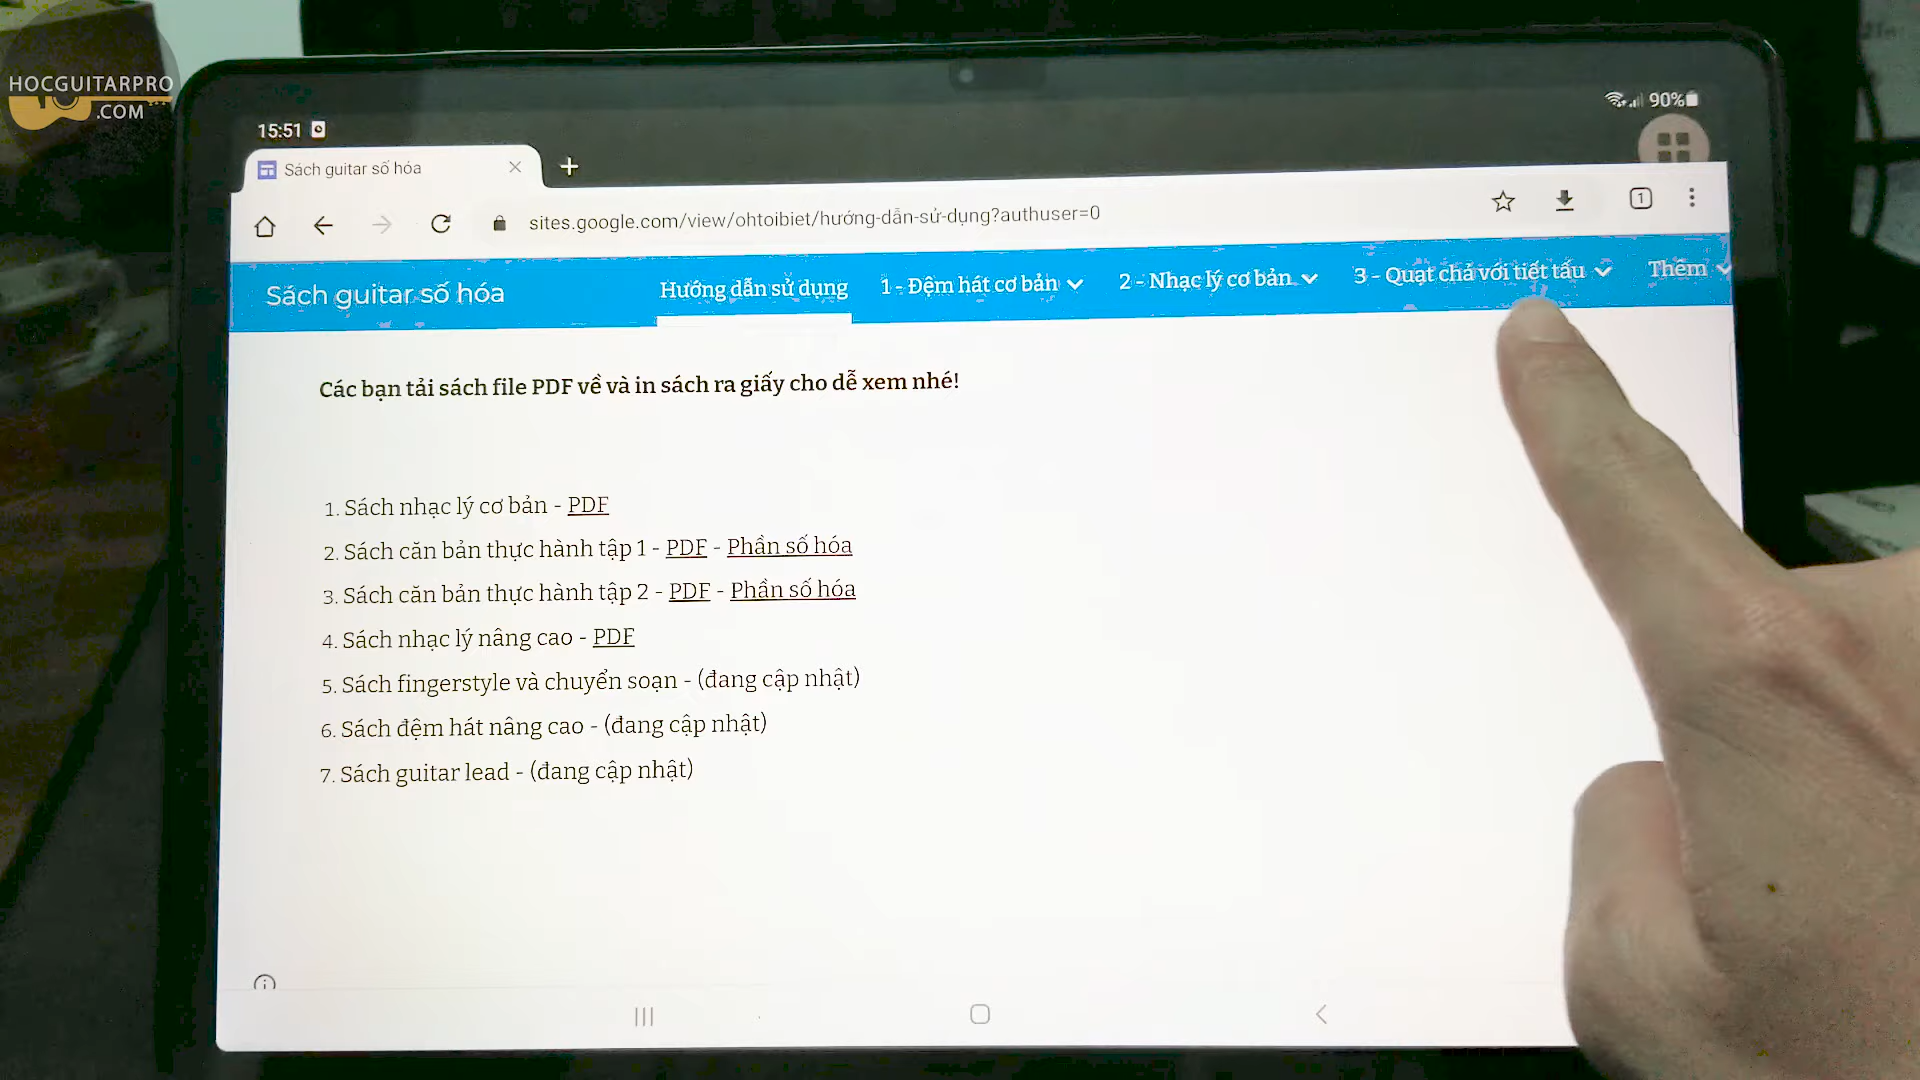 HOCGUITARPRO
.COM
15:51
90%
Sách guitar số hóa
sites.google.com/view/ohtoibiet/hướng-dẫn-sử-dụng?authuser=0
1
Sách guitar số hóa
Hướng dẫn sử dụng
1 - Đệm hát cơ bản
2 - Nhạc lý cơ bản
3 - Quạt chả với tiết tấu
Thêm
Các bạn tải sách file PDF về và in sách ra giấy cho dễ xem nhé!
1. Sách nhạc lý cơ bản - PDF
2. Sách căn bản thực hành tập 1 - PDF - Phần số hóa
3. Sách căn bản thực hành tập 2 - PDF - Phần số hóa
4. Sách nhạc lý nâng cao - PDF
5. Sách fingerstyle và chuyển soạn - (đang cập nhật)
6. Sách đệm hát nâng cao - (đang cập nhật)
7. Sách guitar lead - (đang cập nhật)